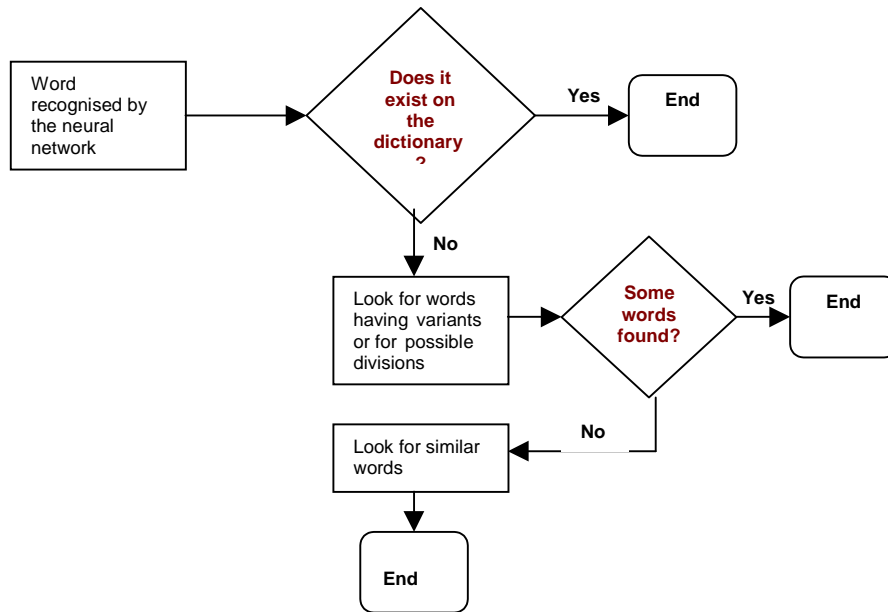 Word
recognised by
the neural
network
Does it
exist on
the
dictionary
?
Yes
End
No
Look for words
having variants
or for possible
divisions
Some
words
found?
Yes
End
No
Look for similar
words
End